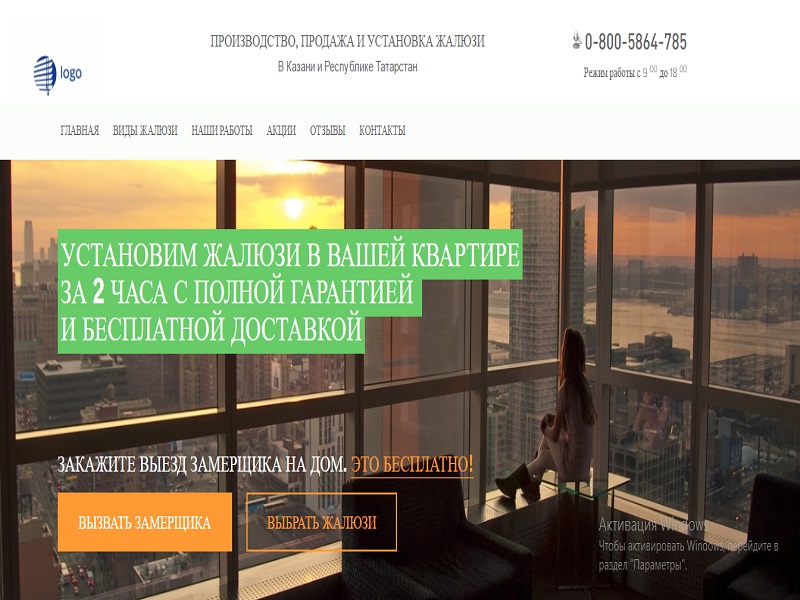 logo
ПРОИЗВОДСТВО, ПРОДАЖА И УСТАНОВКА ЖАЛЮЗИ
В Казани и Республике Татарстан
0-800-5864-785
Режим работы с 9 00 до 18 00
ГЛАВНАЯ ВИДЫ ЖАЛЮЗИ НАШИ РАБОТЫ АКЦИИ ОТЗЫВЫ КОНТАКТЫ
УСТАНОВИМ ЖАЛЮЗИ В ВАШЕЙ КВАРТИРЕ
ЗА 2 ЧАСА С ПОЛНОЙ ГАРАНТИЕЙ
И БЕСПЛАТНОЙ ДОСТАВКОЙ
ЗАКАЖИТЕ ВЫЕЗД ЗАМЕРЩИКА НА ДОМ. ЭТО БЕСПЛАТНО!
ВЫЗВАТЬ ЗАМЕРЩИКА ВЫБРАТЬ ЖАЛЮЗИ
Активация Windows
Чтобы активировать Windows, перейдите в
раздел "Параметры".